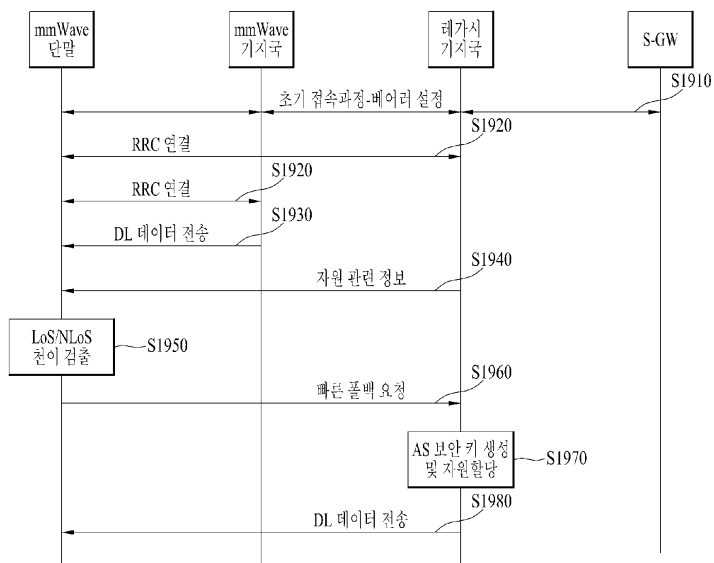 mmWave
단말
mmWave
기지국
레가시
기지국
S-GW
초기 접속과정-베어러 설정
S1910
RRC 연결
S1920
RRC 연결
S1920
DL 데이터 전송
S1930
자원 관련 정보
S1940
LoS/NLoS
천이 검출
S1950
빠른 폴백 요청
S1960
AS 보안 키 생성
및 자원할당
S1970
DL 데이터 전송
S1980